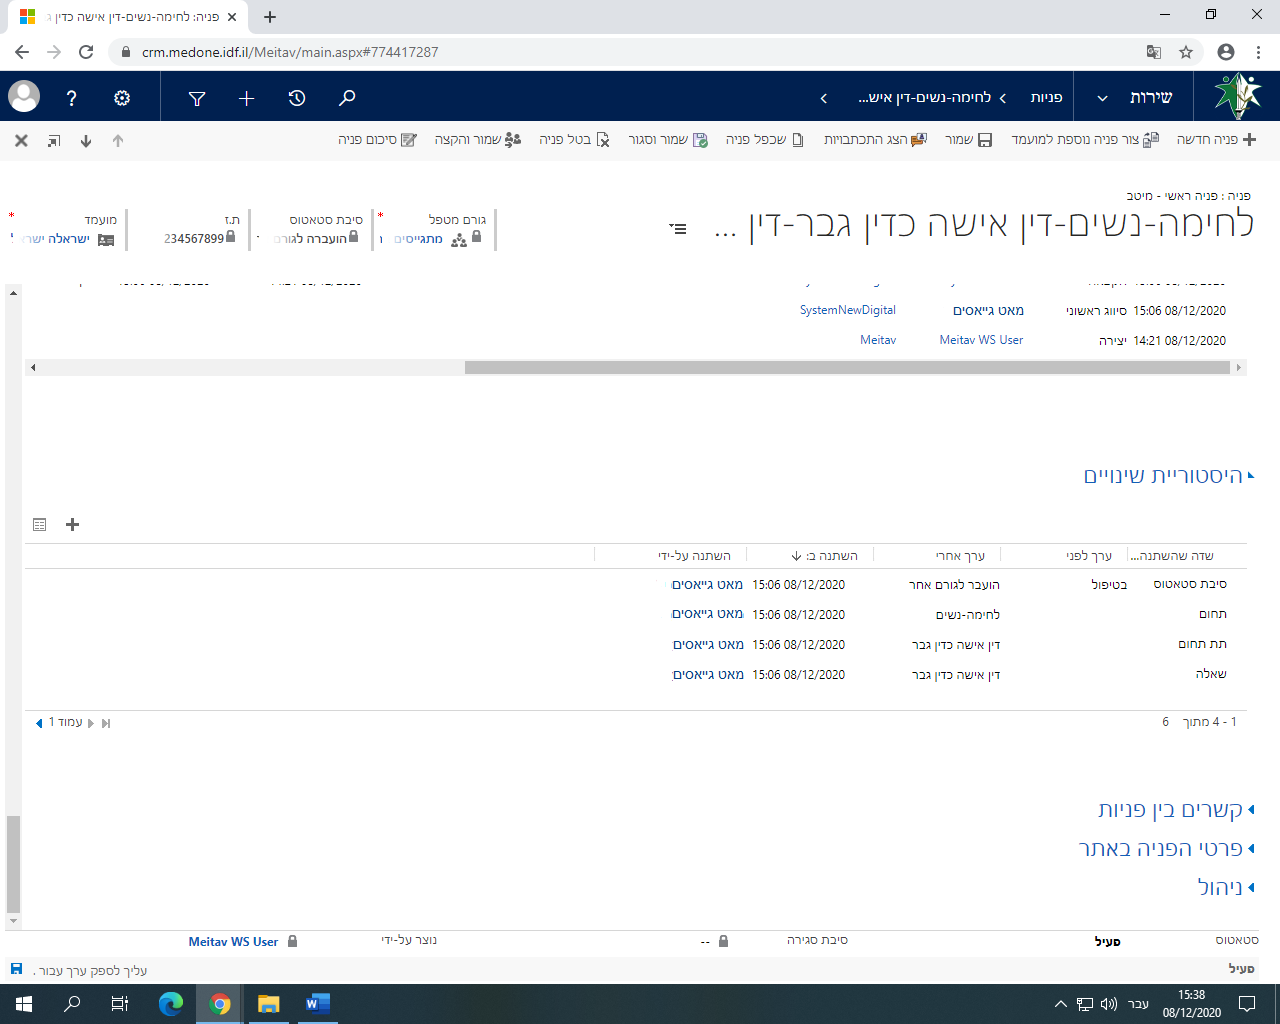 פניה: לחימה-נשים-דין אישה כדין ג
crm.medone.idf.il/Meitav/main.aspx#774417287
שירות
פניות
לחימה-נשים-דין איש...
?
פניה חדשה
צור פניה נוספת למועמד
שמור
הצג התכתבויות
שכפל פניה
שמור וסגור
בטל פניה
שמור והקצה
סיכום פניה
פניה : פניה ראשי - מיטב
לחימה-נשים-דין אישה כדין גבר-דין ...
גורם מטפל
מתגייסים
סיבת סטאטוס
הועברה לגורם
ת.ז
234567899
מועמד
ישראלה ישר
15:06 08/12/2020 סיווג ראשוני מאט גייאסים SystemNewDigital
14:21 08/12/2020 יצירה Meitav WS User Meitav
היסטוריית שינויים
שדה שהשתנה... ערך לפני ערך אחרי השתנה ב: השתנה על-ידי
סיבת סטאטוס בטיפול הועבר לגורם אחר 15:06 08/12/2020 מאט גייאסים
תחום לחימה-נשים 15:06 08/12/2020 מאט גייאסים
תת תחום דין אישה כדין גבר 15:06 08/12/2020 מאט גייאסים
שאלה דין אישה כדין גבר 15:06 08/12/2020 מאט גייאסים
1 - 4 מתוך 6
עמוד 1
קשרים בין פניות
פרטי הפניה באתר
ניהול
סטאטוס פעיל סיבת סגירה -- נוצר על-ידי Meitav WS User
פעיל
עליך לספק ערך עבור .
עבר
15:38
08/12/2020